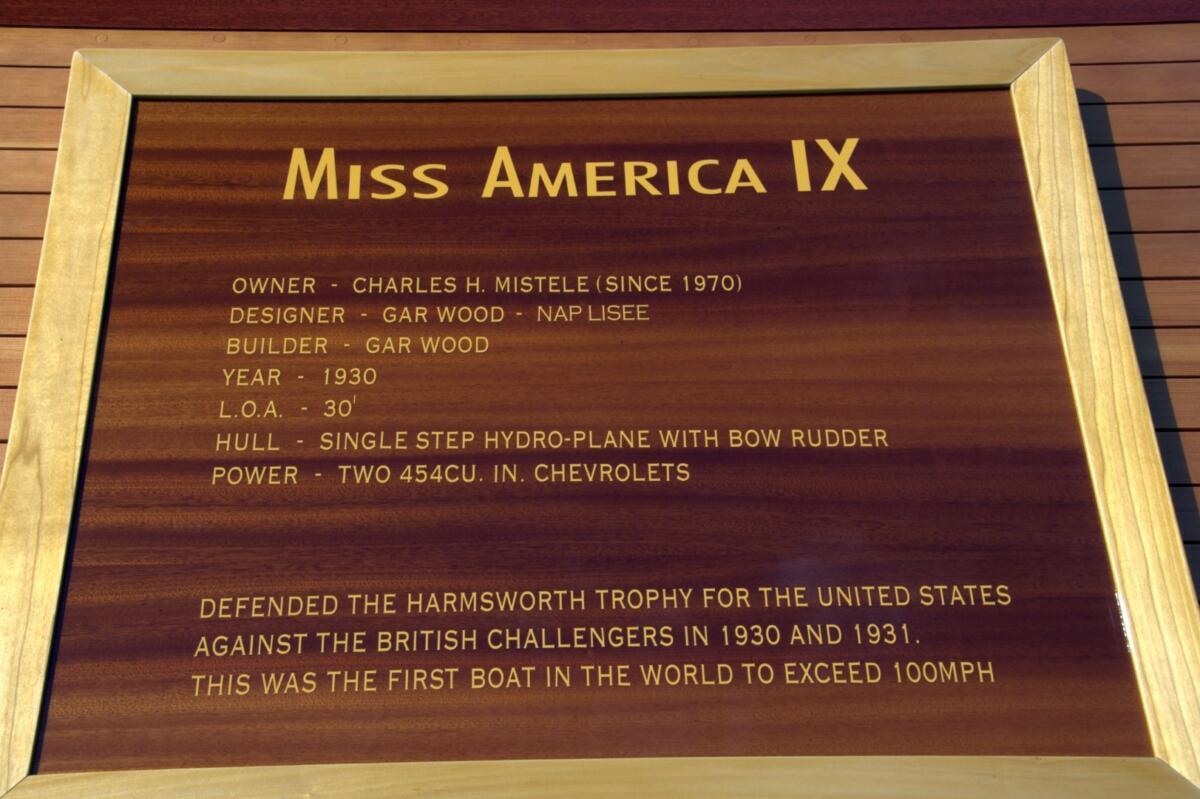 MISS AMERICA IX
OWNER - CHARLES H. MISTELE (SINCE 1970)
DESIGNER - GAR WOOD - NAP LISEE
BUILDER - GAR WOOD
YEAR - 1930
L.O.A. - 30'
HULL - SINGLE STEP HYDRO-PLANE WITH BOW RUDDER
POWER - TWO 454CU. IN. CHEVROLETS
DEFENDED THE HARMSWORTH TROPHY FOR THE UNITED STATES
AGAINST THE BRITISH CHALLENGERS IN 1930 AND 1931.
THIS WAS THE FIRST BOAT IN THE WORLD TO EXCEED 100MPH